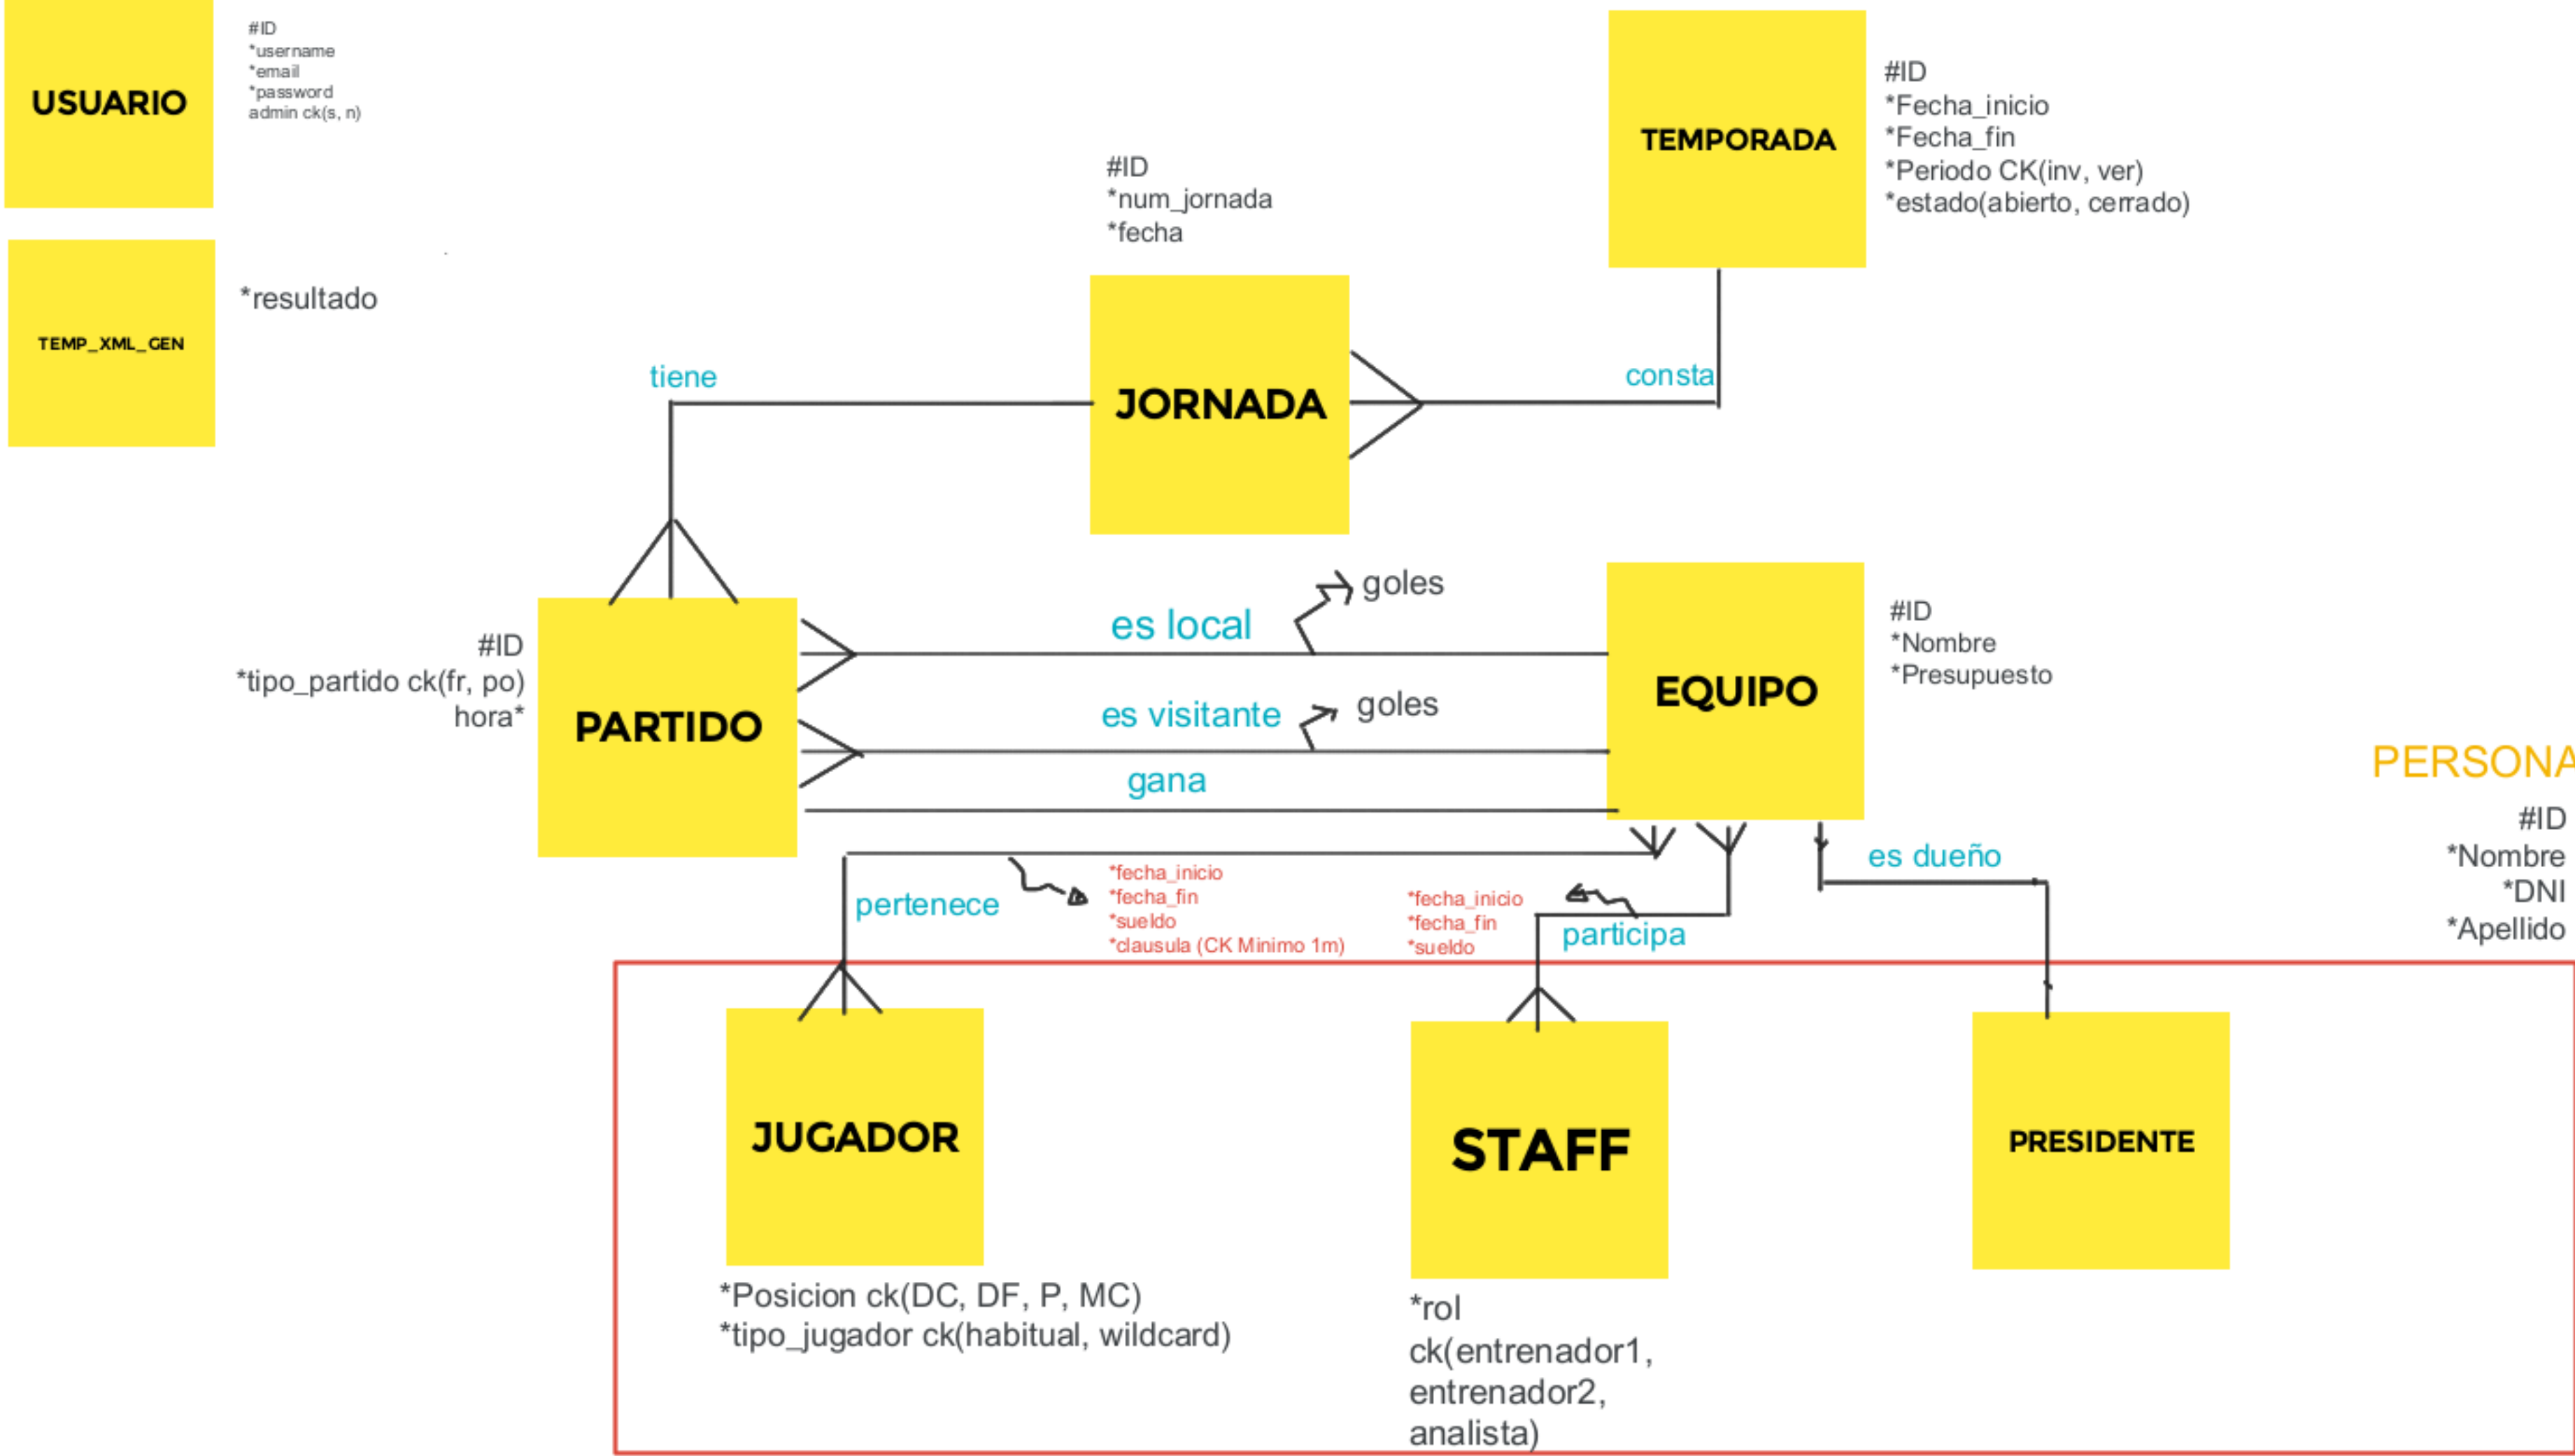 USUARIO
#ID
*username
*email
*password
admin ck(s, n)
TEMP_XML_GEN
*resultado
TEMPORADA
#ID
*Fecha_inicio
*Fecha_fin
*Periodo CK(inv, ver)
*estado(abierto, cerrado)
#ID
*num_jornada
*fecha
JORNADA
tiene
consta
#ID
*tipo_partido ck(fr, po)
hora*
PARTIDO
es local
goles
es visitante
goles
gana
EQUIPO
#ID
*Nombre
*Presupuesto
PERSONA
#ID
*Nombre
*DNI
*Apellido
pertenece
*fecha_inicio
*fecha_fin
*sueldo
*clausula (CK Minimo 1m)
*fecha_inicio
*fecha_fin
*sueldo
participa
es dueño
JUGADOR
*Posicion ck(DC, DF, P, MC)
*tipo_jugador ck(habitual, wildcard)
STAFF
*rol
ck(entrenador1,
entrenador2,
analista)
PRESIDENTE